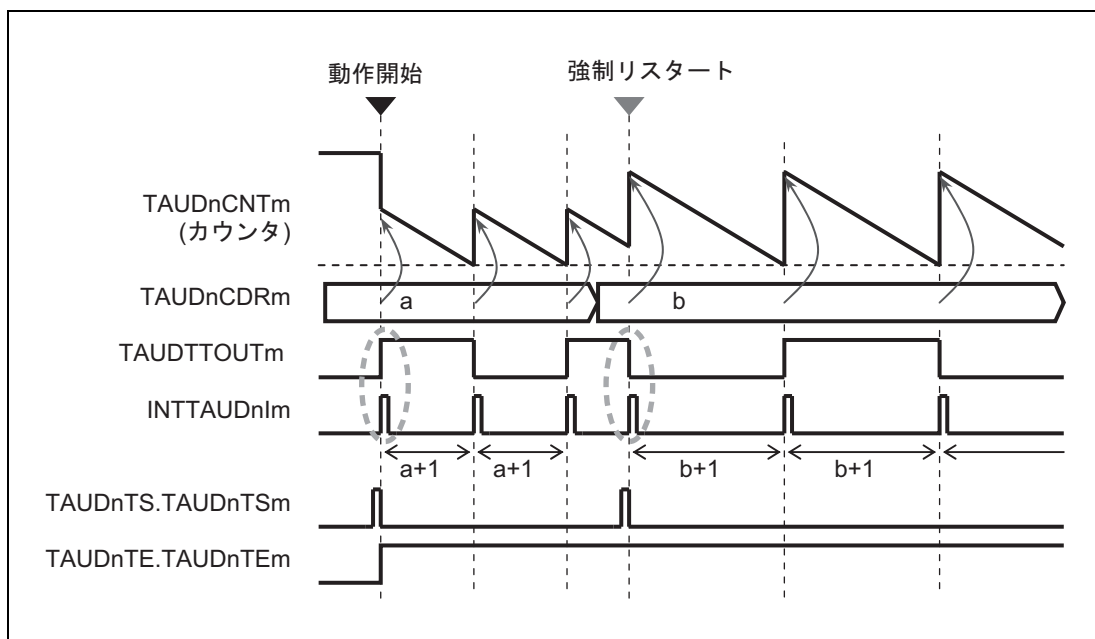 動作開始
強制リスタート
TAUDnCNTm
(カウンタ)
TAUDnCDRm
a
b
TAUDTTOUTm
INTTAUDnIm
a+1
a+1
b+1
b+1
TAUDnTS.TAUDnTSm
TAUDnTE.TAUDnTEm